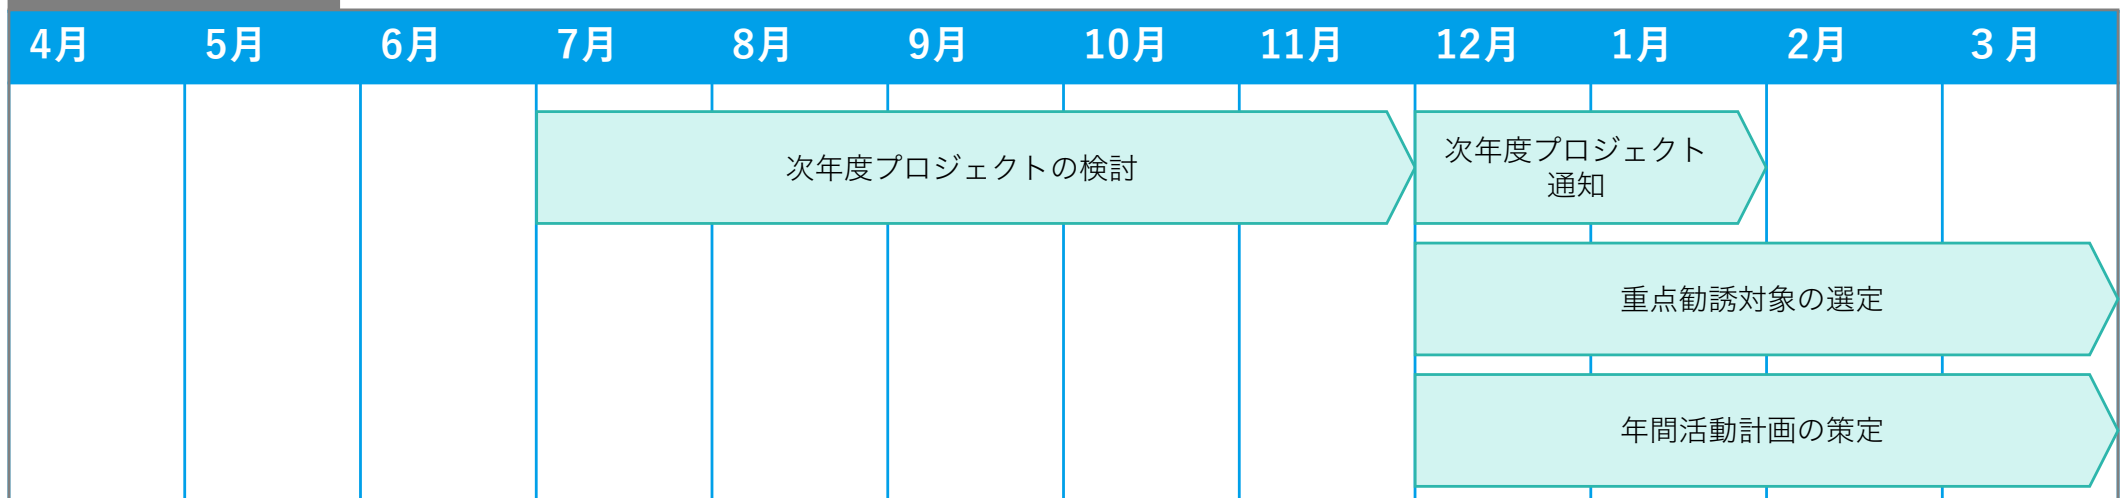 4月 5月 6月 7月 8月 9月 10月 11月 12月 1月 2月 3月
次年度プロジェクトの検討
次年度プロジェクト
通知
重点勧誘対象の選定
年間活動計画の策定